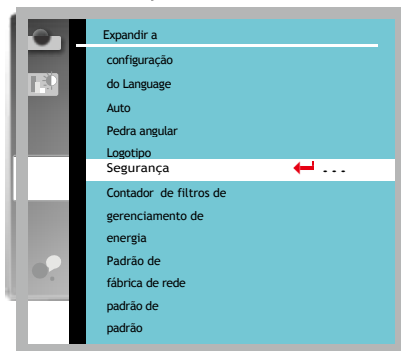 Expandir a
configuração
do Language
Auto
Pedra angular
Logotipo
Segurança ...
Contador de filtros de
gerenciamento de
energia
Padrão de
fábrica de rede
padrão de
padrão